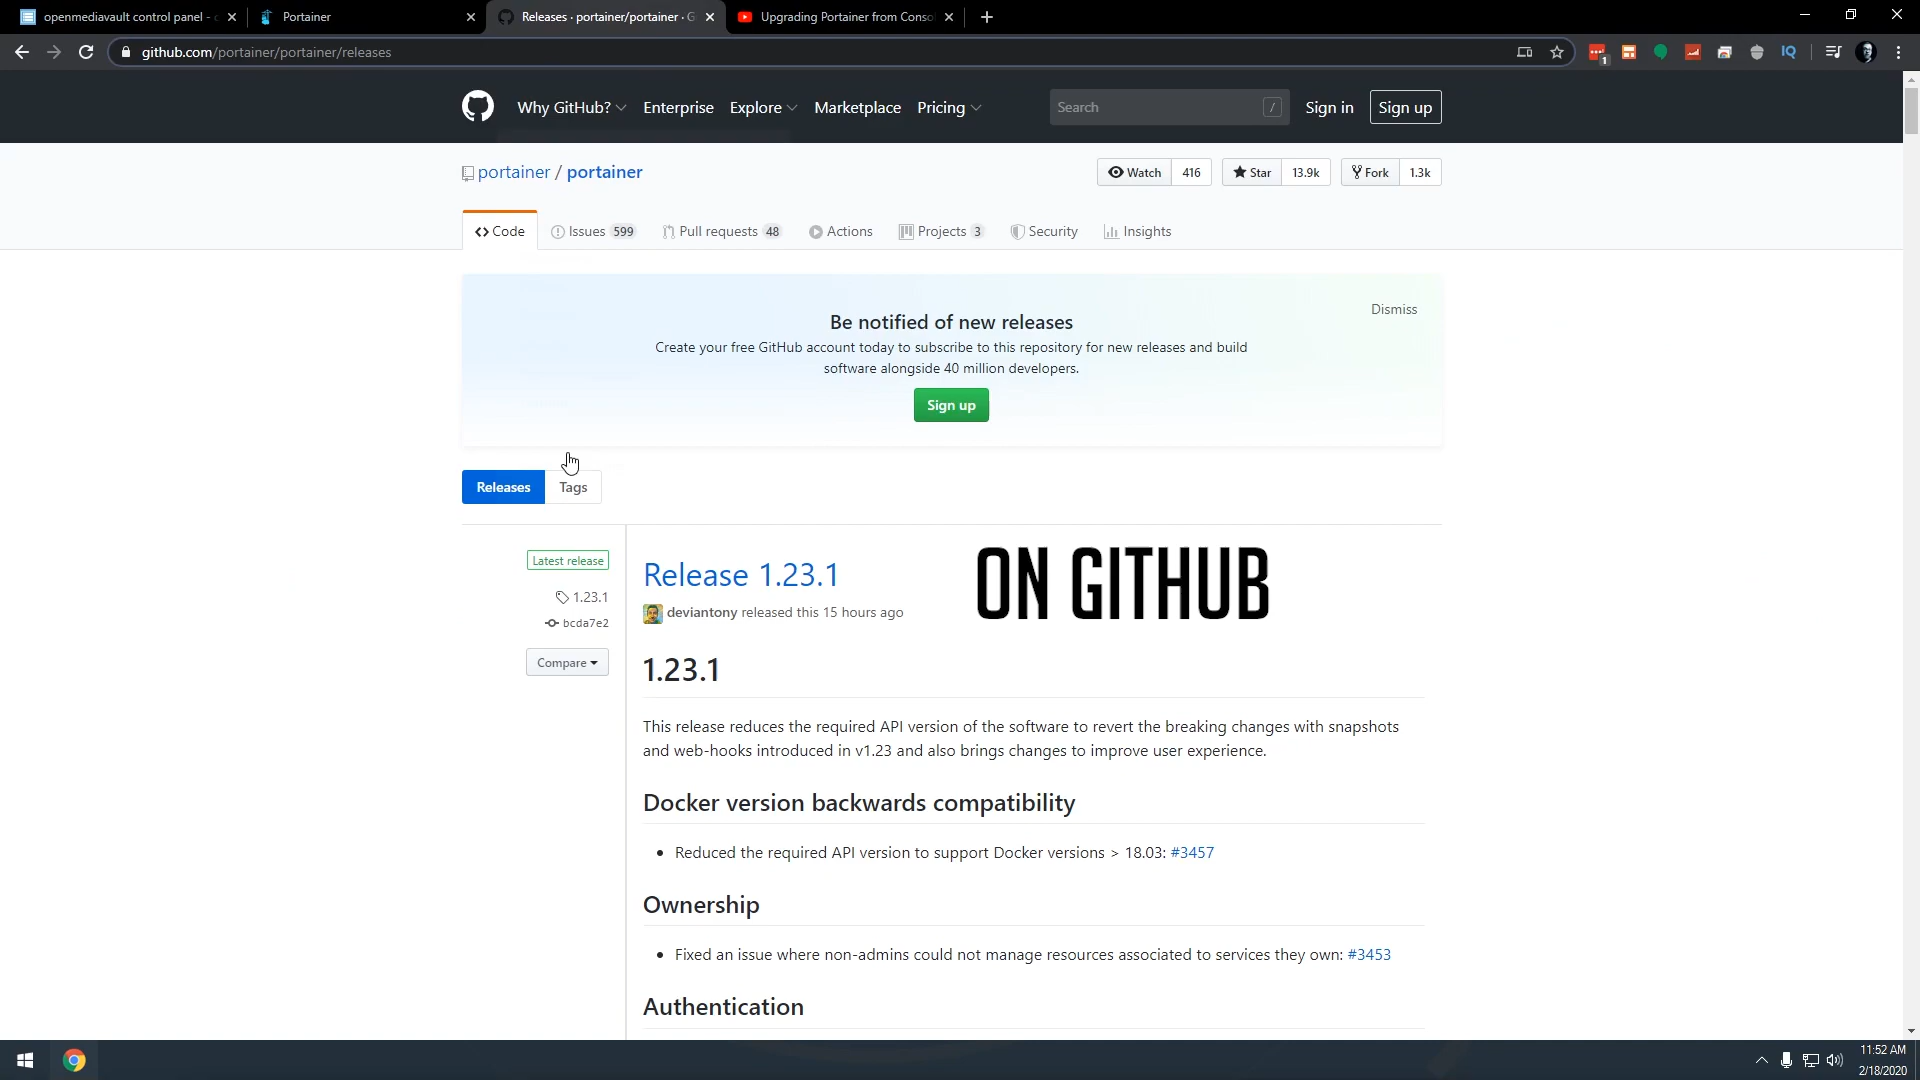 openmediavault control panel -
Portainer
Releases · portainer/portainer · G
Upgrading Portainer from Conso
github.com/portainer/portainer/releases
1
IQ
Why GitHub?
Enterprise
Explore
Marketplace
Pricing
Search
/
Sign in
Sign up
portainer / portainer
Watch 416
Star 13.9k
Fork 1.3k
Code
Issues 599
Pull requests 48
Actions
Projects 3
Security
Insights
Dismiss
Be notified of new releases
Create your free GitHub account today to subscribe to this repository for new releases and build
software alongside 40 million developers.
Sign up
Releases
Tags
Latest release
1.23.1
bcda7e2
Compare
Release 1.23.1
deviantony released this 15 hours ago
ON GITHUB
1.23.1
This release reduces the required API version of the software to revert the breaking changes with snapshots
and web-hooks introduced in v1.23 and also brings changes to improve user experience.
Docker version backwards compatibility
• Reduced the required API version to support Docker versions > 18.03: #3457
Ownership
• Fixed an issue where non-admins could not manage resources associated to services they own: #3453
Authentication
11:52 AM
2/18/2020